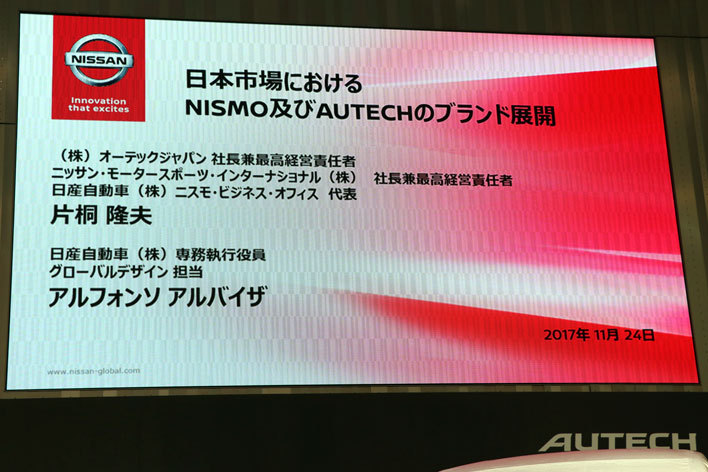 NISSAN
Innovation
that excites
日本市場における
NISMO及びAUTECHのブランド展開
（株）オーテックジャパン 社長兼最高経営責任者
ニッサン・モータースポーツ・インターナショナル（株） 社長兼最高経営責任者
日産自動車（株）ニスモ・ビジネス・オフィス 代表
片桐 隆夫
日産自動車（株）専務執行役員
グローバルデザイン 担当
アルフォンソ アルバイザ
2017年 11月 24日
www.nissan-global.com
AUTECH